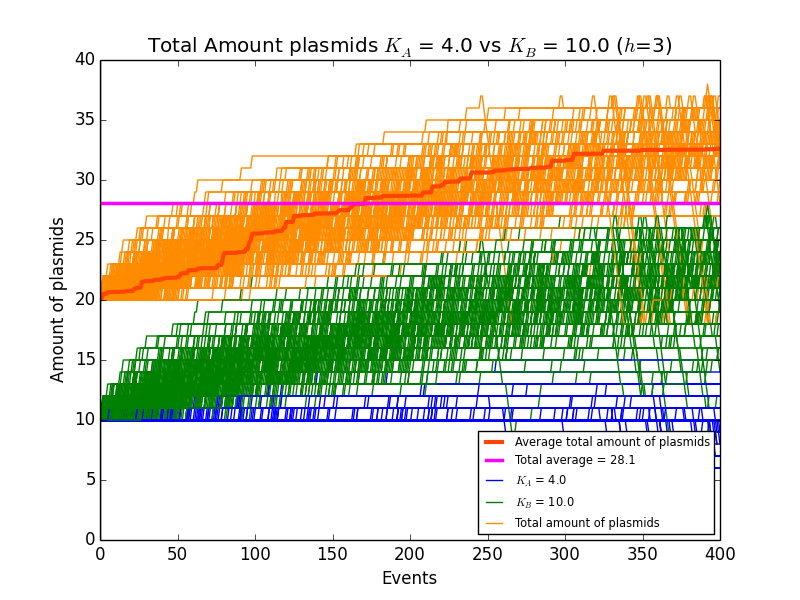 Total Amount plasmids K_A = 4.0 vs K_B = 10.0 (h=3)
40
35
30
25
20
15
10
5
0
Amount of plasmids
Average total amount of plasmids
Total average = 28.1
K_A = 4.0
K_B = 10.0
Total amount of plasmids
0 50 100 150 200 250 300 350 400
Events